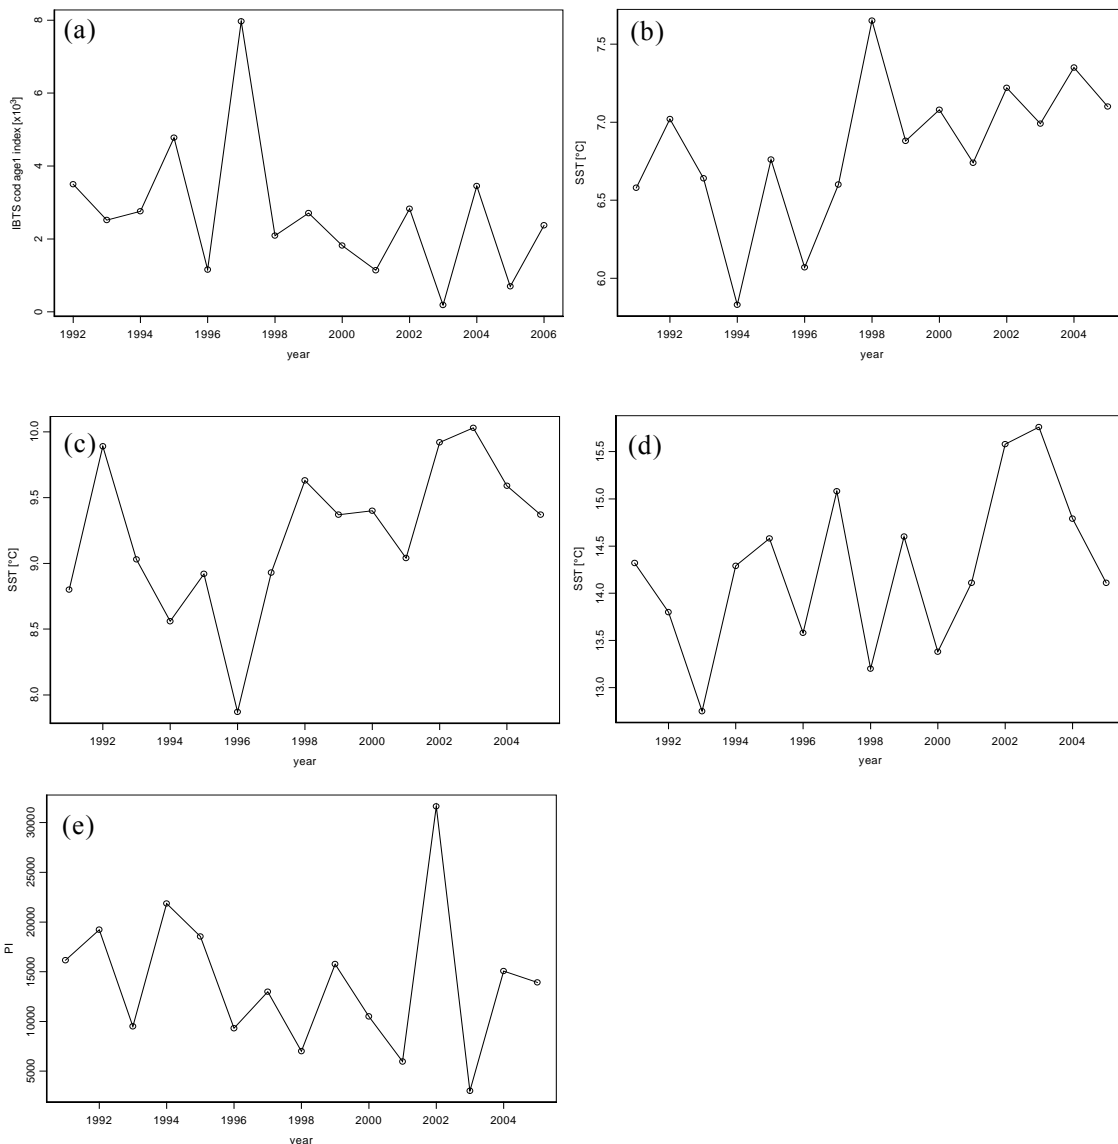 (a)
IBTS cod age1 index [x10³]
8
6
4
2
0
1992 1994 1996 1998 2000 2002 2004 2006
year
(b)
SST [°C]
7.5
7.0
6.5
6.0
1992 1994 1996 1998 2000 2002 2004
year
(c)
SST [°C]
10.0
9.5
9.0
8.5
8.0
1992 1994 1996 1998 2000 2002 2004
year
(d)
SST [°C]
15.5
15.0
14.5
14.0
13.5
13.0
1992 1994 1996 1998 2000 2002 2004
year
(e)
PI
30000
25000
20000
15000
10000
5000
1992 1994 1996 1998 2000 2002 2004
year